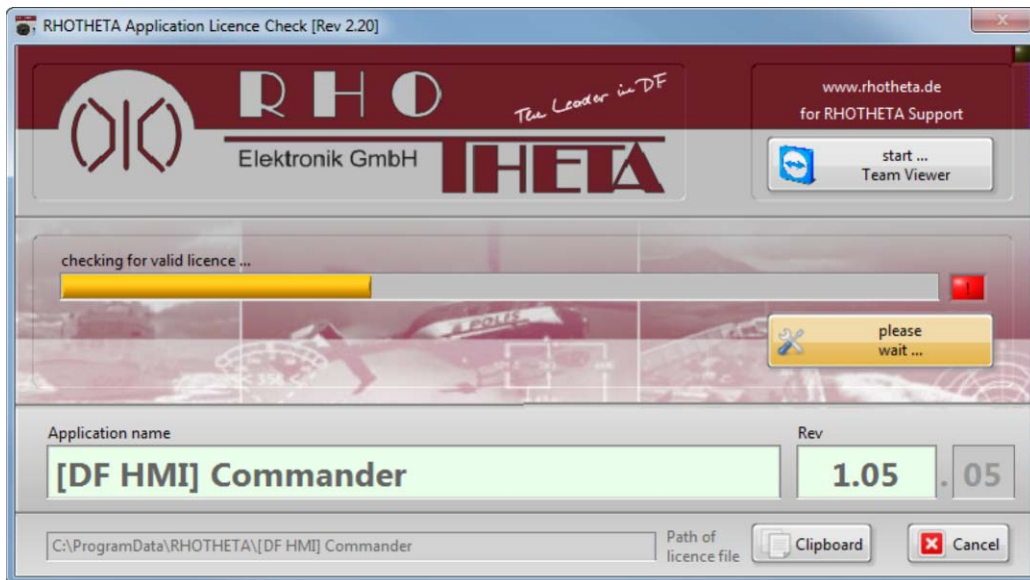 RHOTHETA Application Licence Check [Rev 2.20]
RHO
The Leader in DF
Elektronik GmbH
THETA
www.rhotheta.de
for RHOTHETA Support
start ...
Team Viewer
checking for valid licence ...
!
POLIS
please
wait ...
Application name
Rev
[DF HMI] Commander
1.05 . 05
C:\ProgramData\RHOTHETA\[DF HMI] Commander
Path of
licence file
Clipboard
Cancel